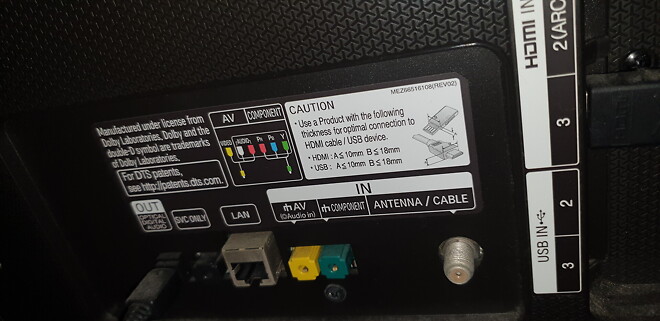 Manufactured under license from
Dolby Laboratories. Dolby and the
double-D symbol are trademarks
of Dolby Laboratories.
For DTS patents,
see http://patents.dts.com.
AV
COMPONENT
VIDEO
AUDIO
PB
PR
Y
MEZ66516108(REV02)
CAUTION
• Use a Product with the following
thickness for optimal connection to
HDMI cable / USB device.
• HDMI : A≤10mm B≤18mm
• USB : A≤10mm B≤18mm
OUT
OPTICAL
DIGITAL
AUDIO
SVC ONLY
LAN
IN
AV
(Audio in)
COMPONENT
ANTENNA / CABLE
HDMI IN
2(ARC
3
USB IN
2
3